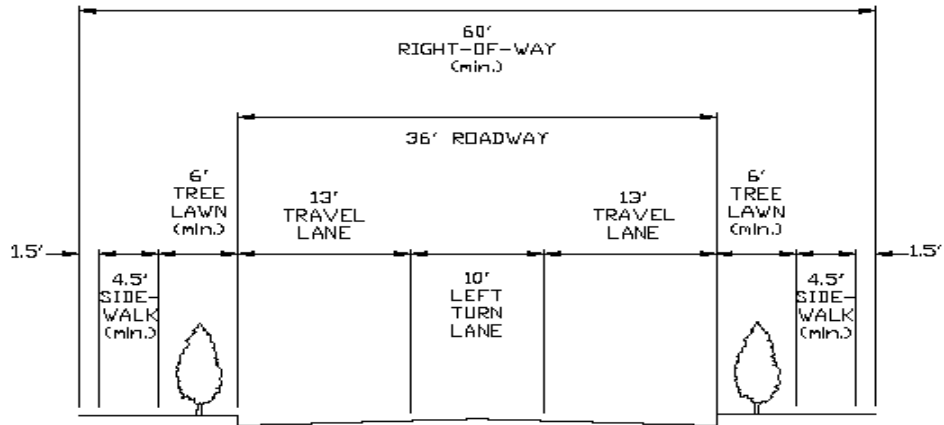 60'
RIGHT-OF-WAY
(min.)
36' ROADWAY
6'
TREE
LAWN
(min.)
13'
TRAVEL
LANE
13'
TRAVEL
LANE
6'
TREE
LAWN
(min.)
1.5'
4.5'
SIDE-
WALK
(min.)
10'
LEFT
TURN
LANE
4.5'
SIDE-
WALK
(min.)
1.5'